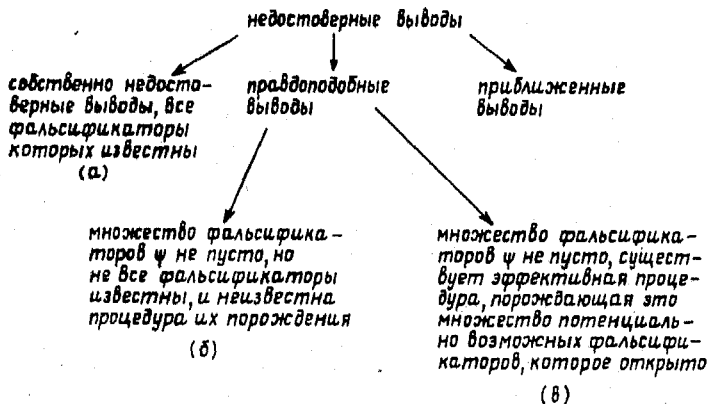 недостоверные выводы
собственно недосто-
верные выводы, все
фальсификаторы
которых известны
(а)
правдоподобные
выводы
приближенные
выводы
множество фальсифика-
торов ψ не пусто, но
не все фальсификаторы
известны, и неизвестна
процедура их порождения
(б)
множество фальсифика-
торов ψ не пусто, сущест-
вует эффективная проце-
дура, порождающая это
множество потенциаль-
но возможных фальсифи-
каторов, которое открыто
(в)